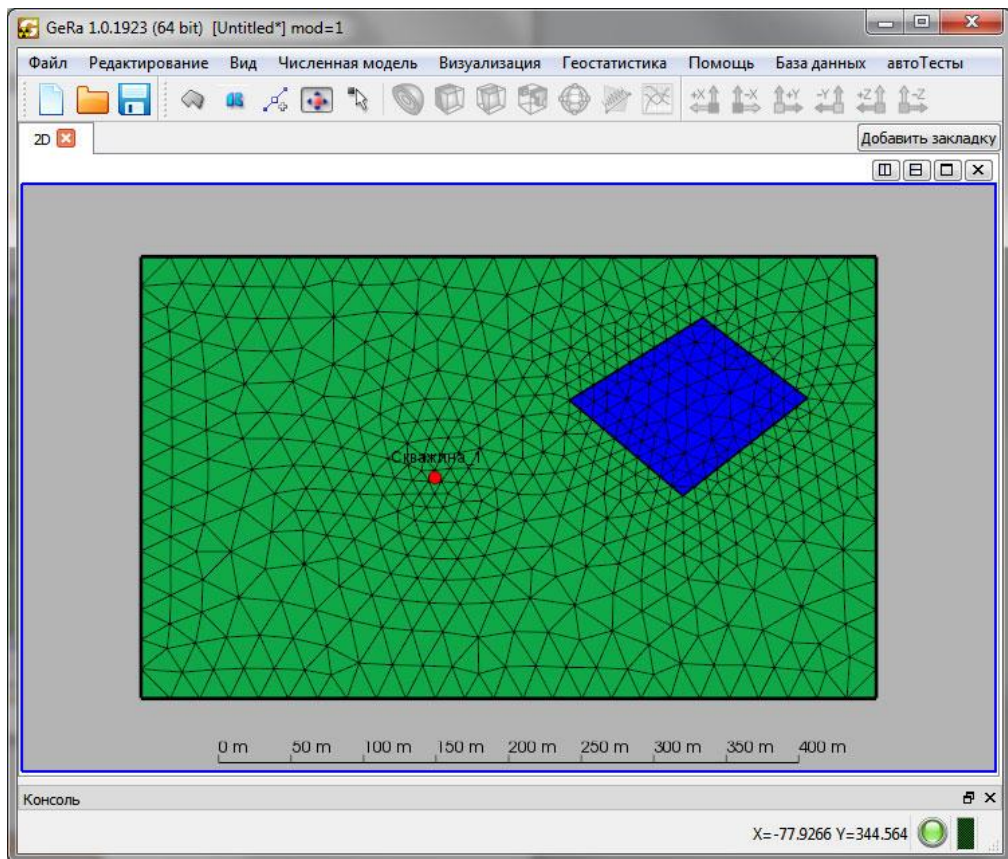 GeRa 1.0.1923 (64 bit) [Untitled*] mod=1
Файл Редактирование Вид Численная модель Визуализация Геостатистика Помощь База данных автоТесты
+X -X +Y -Y +Z -Z
2D Добавить закладку
Скважина_1
0 m 50 m 100 m 150 m 200 m 250 m 300 m 350 m 400 m
Консоль
X=-77.9266 Y=344.564